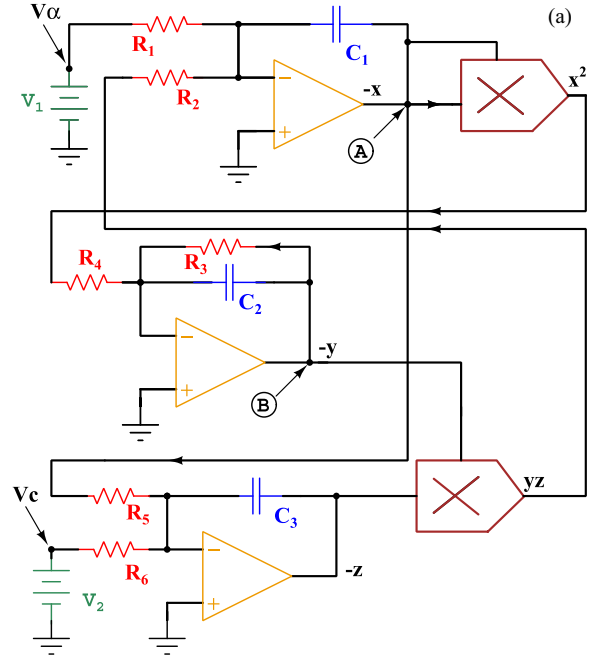 Vα (a)
R₁ C₁ x²
V₁ R₂ − -x
+ A
R₄ R₃
C₂
− -y
+ B
Vc R₅ C₃ yz
R₆ − -z
V₂ +